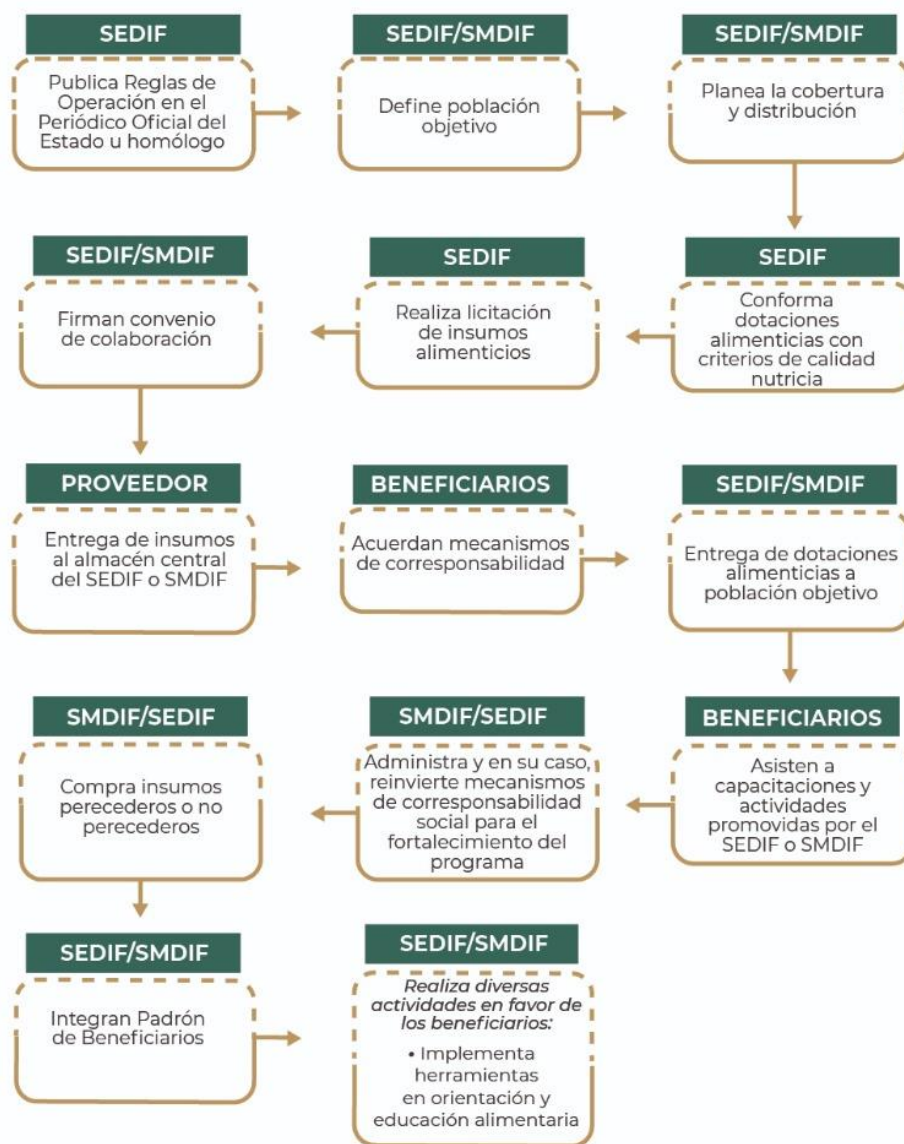 SEDIF
Publica Reglas de
Operación en el
Periódico Oficial del
Estado u homólogo
SEDIF/SMDIF
Define población
objetivo
SEDIF/SMDIF
Planea la cobertura
y distribución
SEDIF
Conforma
dotaciones
alimenticias con
criterios de calidad
nutricia
SEDIF
Realiza licitación
de insumos
alimenticios
SEDIF/SMDIF
Firman convenio
de colaboración
PROVEEDOR
Entrega de insumos
al almacén central
del SEDIF o SMDIF
BENEFICIARIOS
Acuerdan mecanismos
de corresponsabilidad
SEDIF/SMDIF
Entrega de dotaciones
alimenticias a
población objetivo
BENEFICIARIOS
Asisten a
capacitaciones y
actividades
promovidas por el
SEDIF o SMDIF
SMDIF/SEDIF
Administra y en su caso,
reinvierte mecanismos
de corresponsabilidad
social para el
fortalecimiento del
programa
SMDIF/SEDIF
Compra insumos
perecederos o no
perecederos
SEDIF/SMDIF
Integran Padrón
de Beneficiarios
SEDIF/SMDIF
Realiza diversas
actividades en favor de
los beneficiarios:
• Implementa
herramientas
en orientación y
educación alimentaria